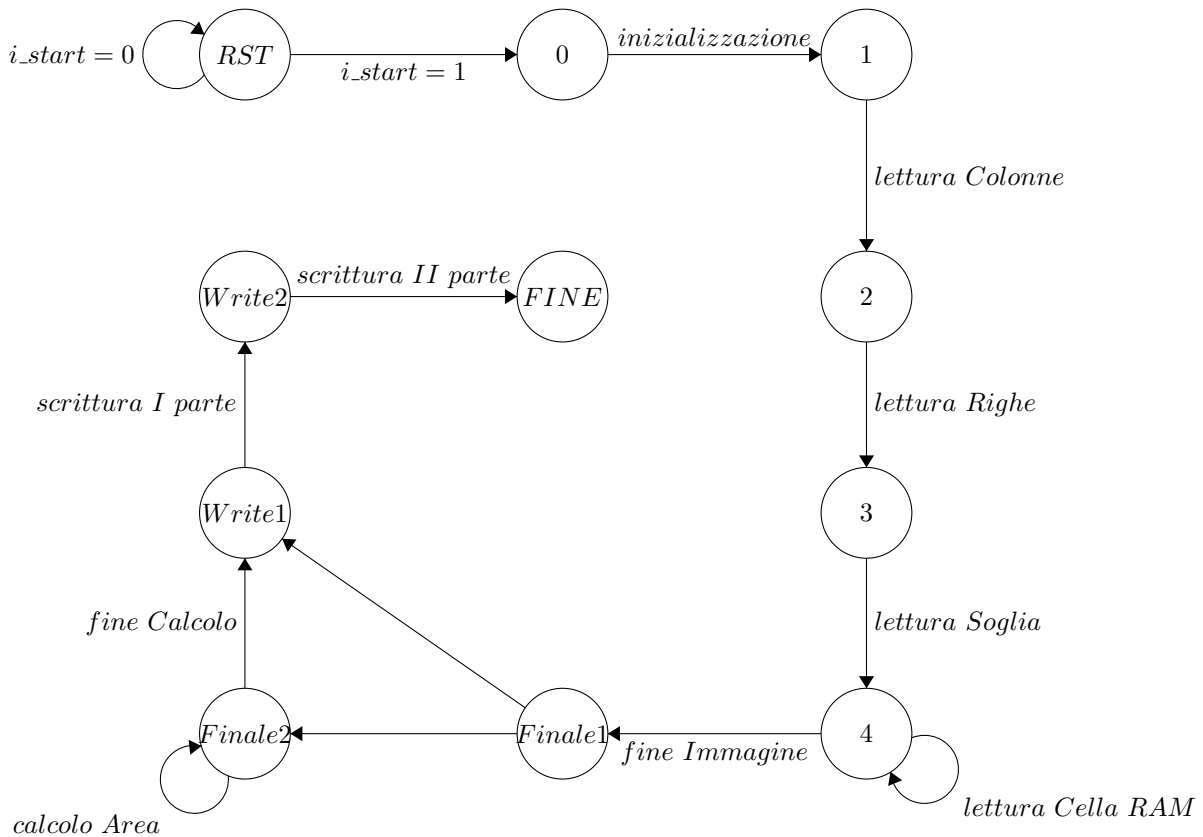 i_start = 0
RST
i_start = 1
0
inizializzazione
1
lettura Colonne
Write2
scrittura II parte
FINE
2
scrittura I parte
lettura Righe
Write1
3
fine Calcolo
lettura Soglia
Finale2
Finale1
fine Immagine
4
calcolo Area
lettura Cella RAM